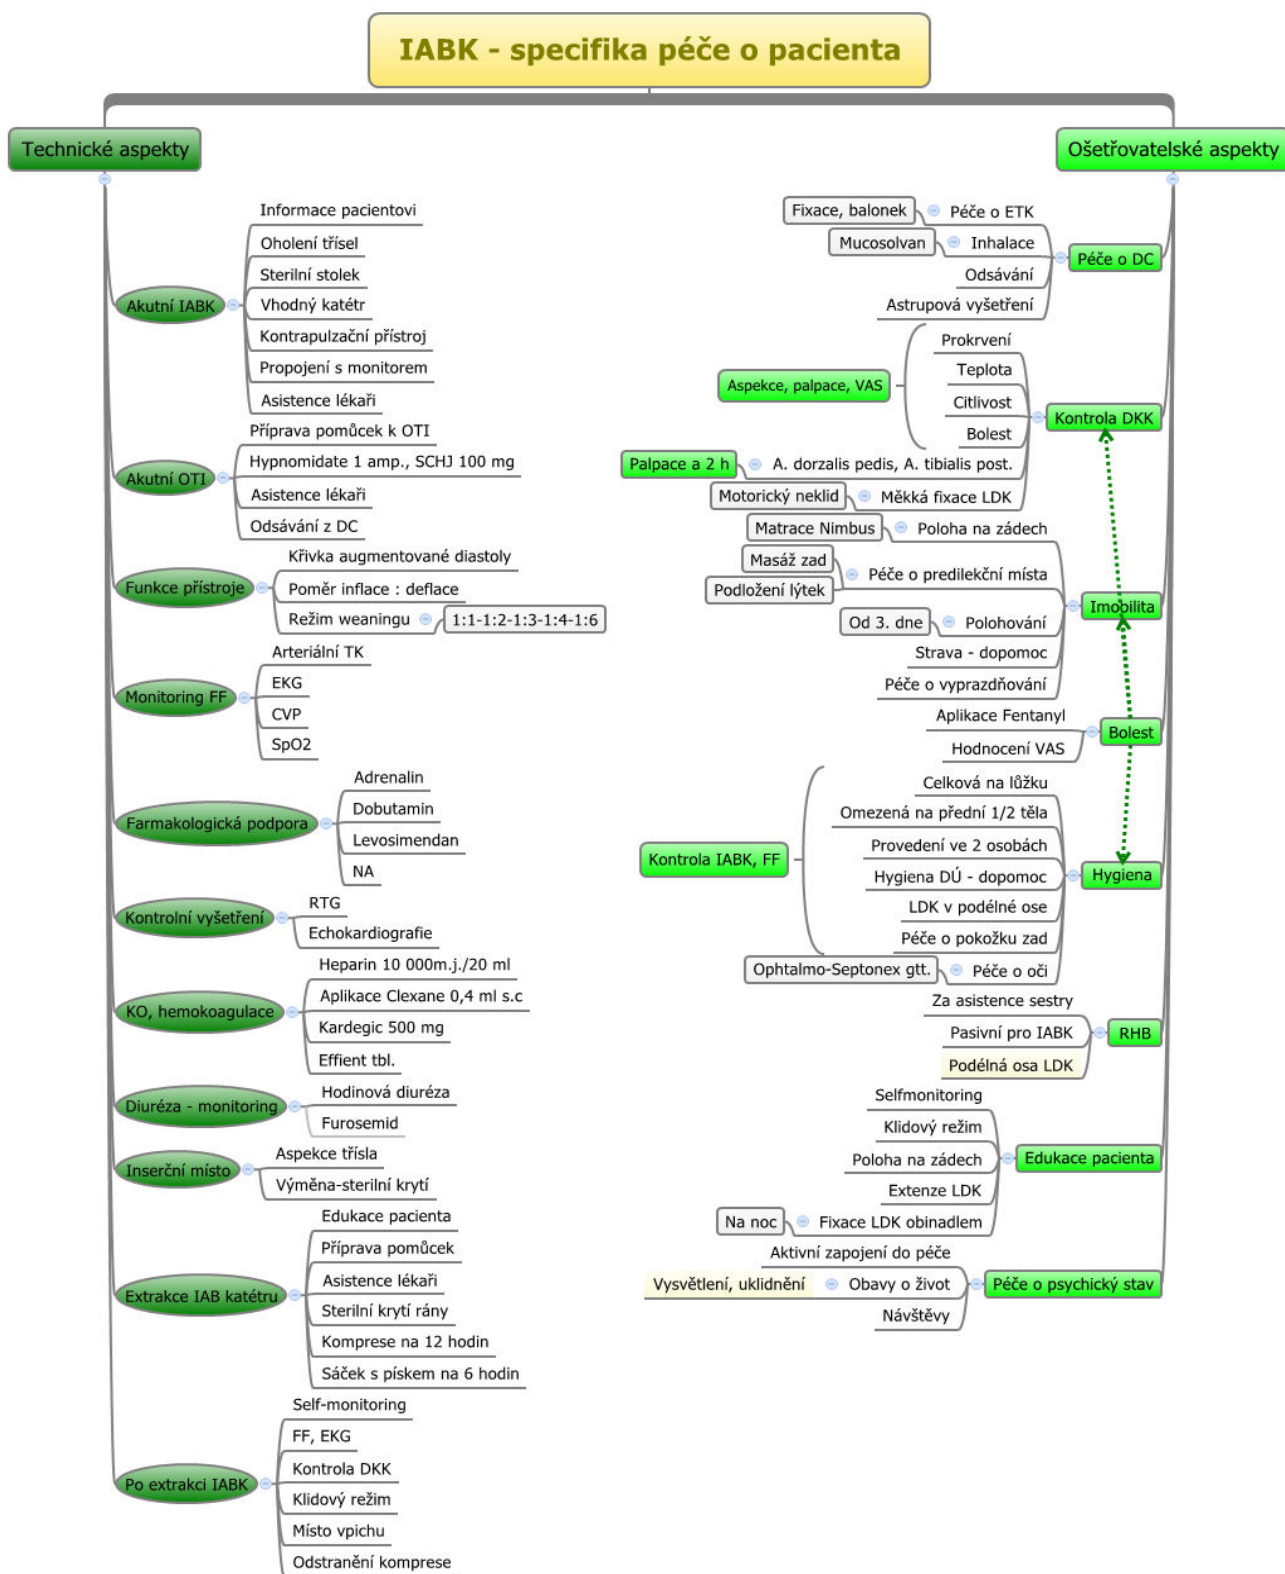 IABK - specifika péče o pacienta
Technické aspekty
Akutní IABK
Informace pacientovi
Oholení třísel
Sterilní stolek
Vhodný katétr
Kontrapulzační přístroj
Propojení s monitorem
Asistence lékaři
Akutní OTI
Příprava pomůcek k OTI
Hypnomidate 1 amp., SCHJ 100 mg
Asistence lékaři
Odsávání z DC
Funkce přístroje
Křivka augmentované diastoly
Poměr inflace : deflace
Režim weaningu
1:1-1:2-1:3-1:4-1:6
Monitoring FF
Arteriální TK
EKG
CVP
SpO2
Farmakologická podpora
Adrenalin
Dobutamin
Levosimendan
NA
Kontrolní vyšetření
RTG
Echokardiografie
KO, hemokoagulace
Heparin 10 000m.j./20 ml
Aplikace Clexane 0,4 ml s.c
Kardegic 500 mg
Effient tbl.
Diuréza - monitoring
Hodinová diuréza
Furosemid
Inserční místo
Aspekce třísla
Výměna-sterilní krytí
Extrakce IAB katétru
Edukace pacienta
Příprava pomůcek
Asistence lékaři
Sterilní krytí rány
Komprese na 12 hodin
Sáček s pískem na 6 hodin
Po extrakci IABK
Self-monitoring
FF, EKG
Kontrola DKK
Klidový režim
Místo vpichu
Odstranění komprese
Ošetřovatelské aspekty
Péče o DC
Péče o ETK
Fixace, balonek
Inhalace
Mucosolvan
Odsávání
Astrupová vyšetření
Kontrola DKK
Prokrvení
Teplota
Citlivost
Bolest
Aspekce, palpace, VAS
A. dorzalis pedis, A. tibialis post.
Palpace a 2 h
Měkká fixace LDK
Motorický neklid
Imobilita
Poloha na zádech
Matrace Nimbus
Péče o predilekční místa
Masáž zad
Podložení lýtek
Polohování
Od 3. dne
Strava - dopomoc
Péče o vyprazdňování
Bolest
Aplikace Fentanyl
Hodnocení VAS
Hygiena
Celková na lůžku
Omezená na přední 1/2 těla
Provedení ve 2 osobách
Hygiena DÚ - dopomoc
LDK v podélné ose
Péče o pokožku zad
Kontrola IABK, FF
Péče o oči
Ophtalmo-Septonex gtt.
RHB
Za asistence sestry
Pasivní pro IABK
Podélná osa LDK
Edukace pacienta
Selfmonitoring
Klidový režim
Poloha na zádech
Extenze LDK
Fixace LDK obinadlem
Na noc
Péče o psychický stav
Aktivní zapojení do péče
Obavy o život
Vysvětlení, uklidnění
Návštěvy